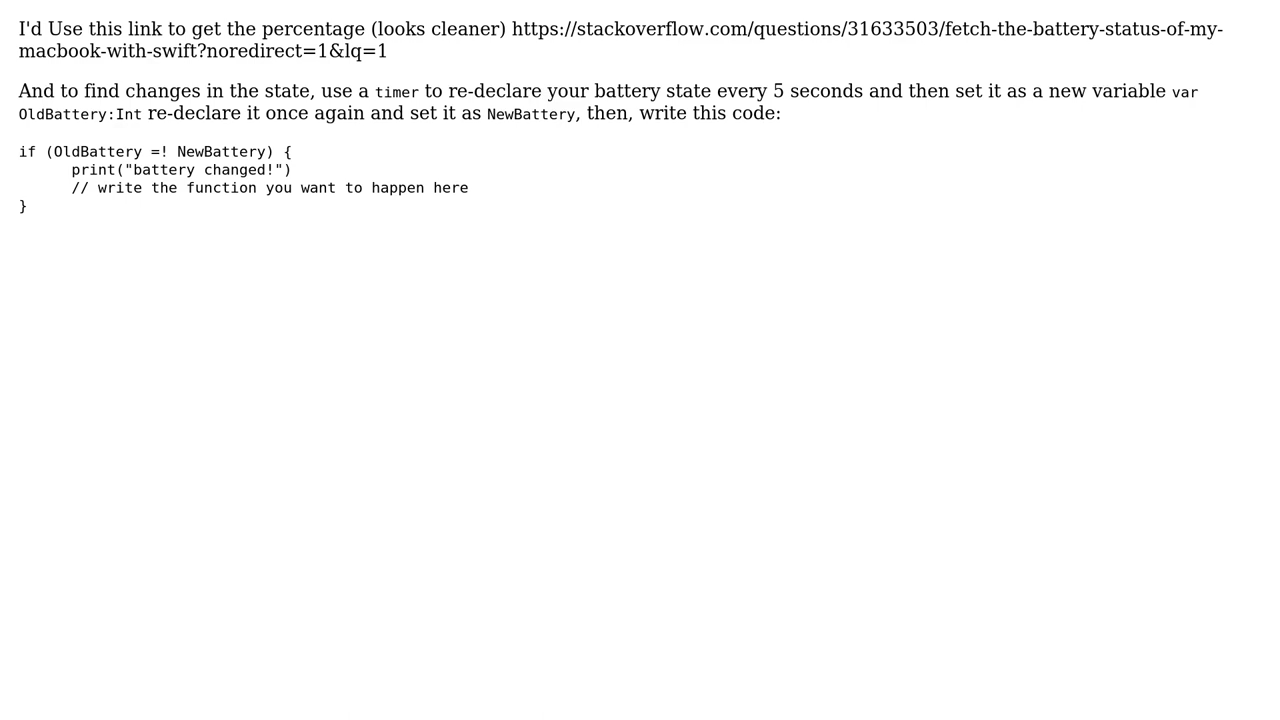 I'd Use this link to get the percentage (looks cleaner) https://stackoverflow.com/questions/31633503/fetch-the-battery-status-of-my-
macbook-with-swift?noredirect=1&lq=1
And to find changes in the state, use a timer to re-declare your battery state every 5 seconds and then set it as a new variable var
OldBattery:Int re-declare it once again and set it as NewBattery, then, write this code:
if (OldBattery =! NewBattery) {
      print("battery changed!")
      // write the function you want to happen here
}